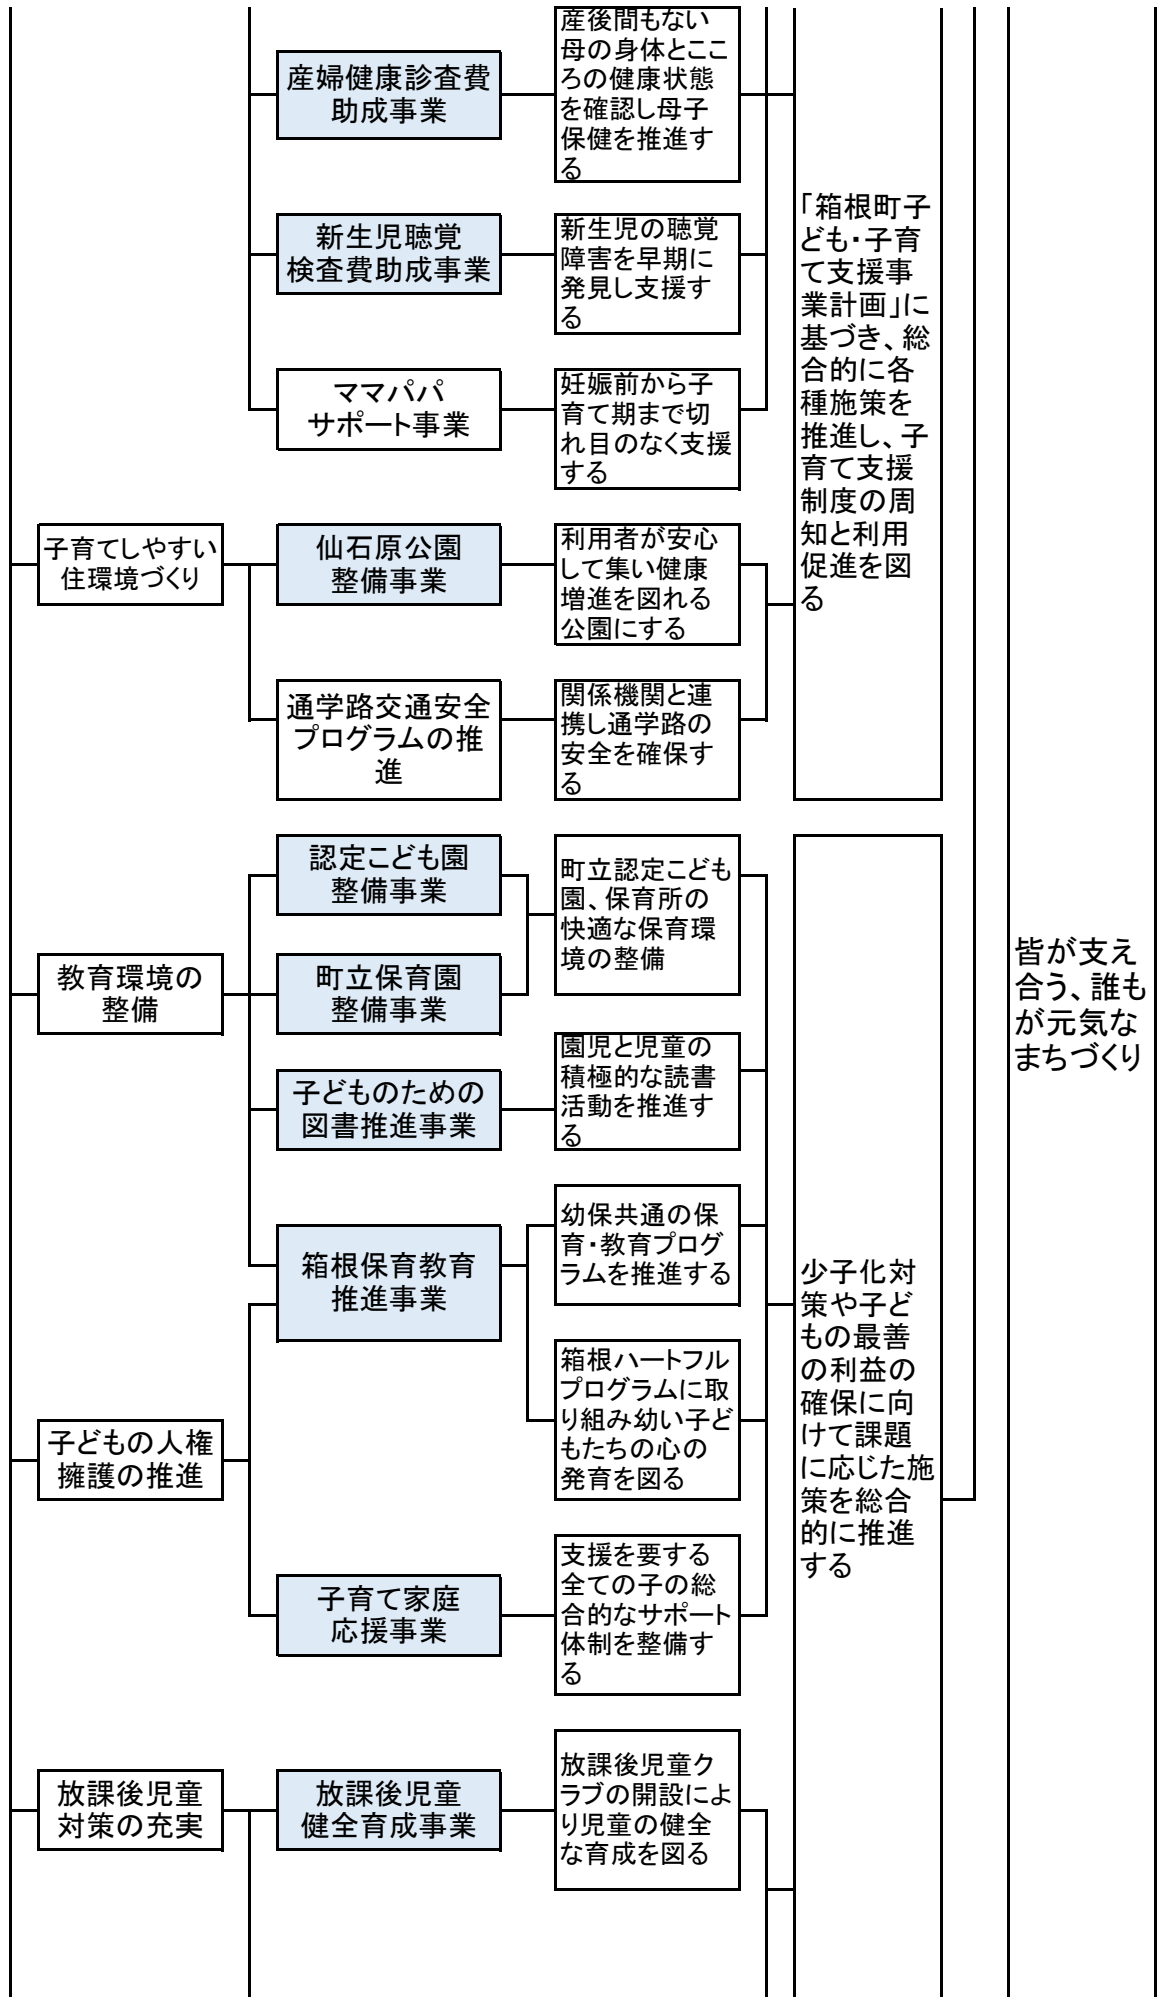 産婦健康診査費
助成事業
産後間もない
母の身体とここ
ろの健康状態
を確認し母子
保健を推進す
る
新生児聴覚
検査費助成事業
新生児の聴覚
障害を早期に
発見し支援す
る
ママパパ
サポート事業
妊娠前から子
育て期まで切
れ目のなく支援
する
「箱根町子
ども・子育
て支援事
業計画」に
基づき、総
合的に各
種施策を
推進し、子
育て支援
制度の周
知と利用
促進を図
る
子育てしやすい
住環境づくり
仙石原公園
整備事業
利用者が安心
して集い健康
増進を図れる
公園にする
通学路交通安全
プログラムの推
進
関係機関と連
携し通学路の
安全を確保す
る
教育環境の
整備
認定こども園
整備事業
町立保育園
整備事業
町立認定こども
園、保育所の
快適な保育環
境の整備
子どものための
図書推進事業
園児と児童の
積極的な読書
活動を推進す
る
箱根保育教育
推進事業
幼保共通の保
育・教育プログ
ラムを推進する
箱根ハートフル
プログラムに取
り組み幼い子ど
もたちの心の
発育を図る
子どもの人権
擁護の推進
子育て家庭
応援事業
支援を要する
全ての子の総
合的なサポート
体制を整備す
る
少子化対
策や子ど
もの最善
の利益の
確保に向
けて課題
に応じた施
策を総合
的に推進
する
放課後児童
対策の充実
放課後児童
健全育成事業
放課後児童ク
ラブの開設によ
り児童の健全
な育成を図る
皆が支え
合う、誰も
が元気な
まちづくり